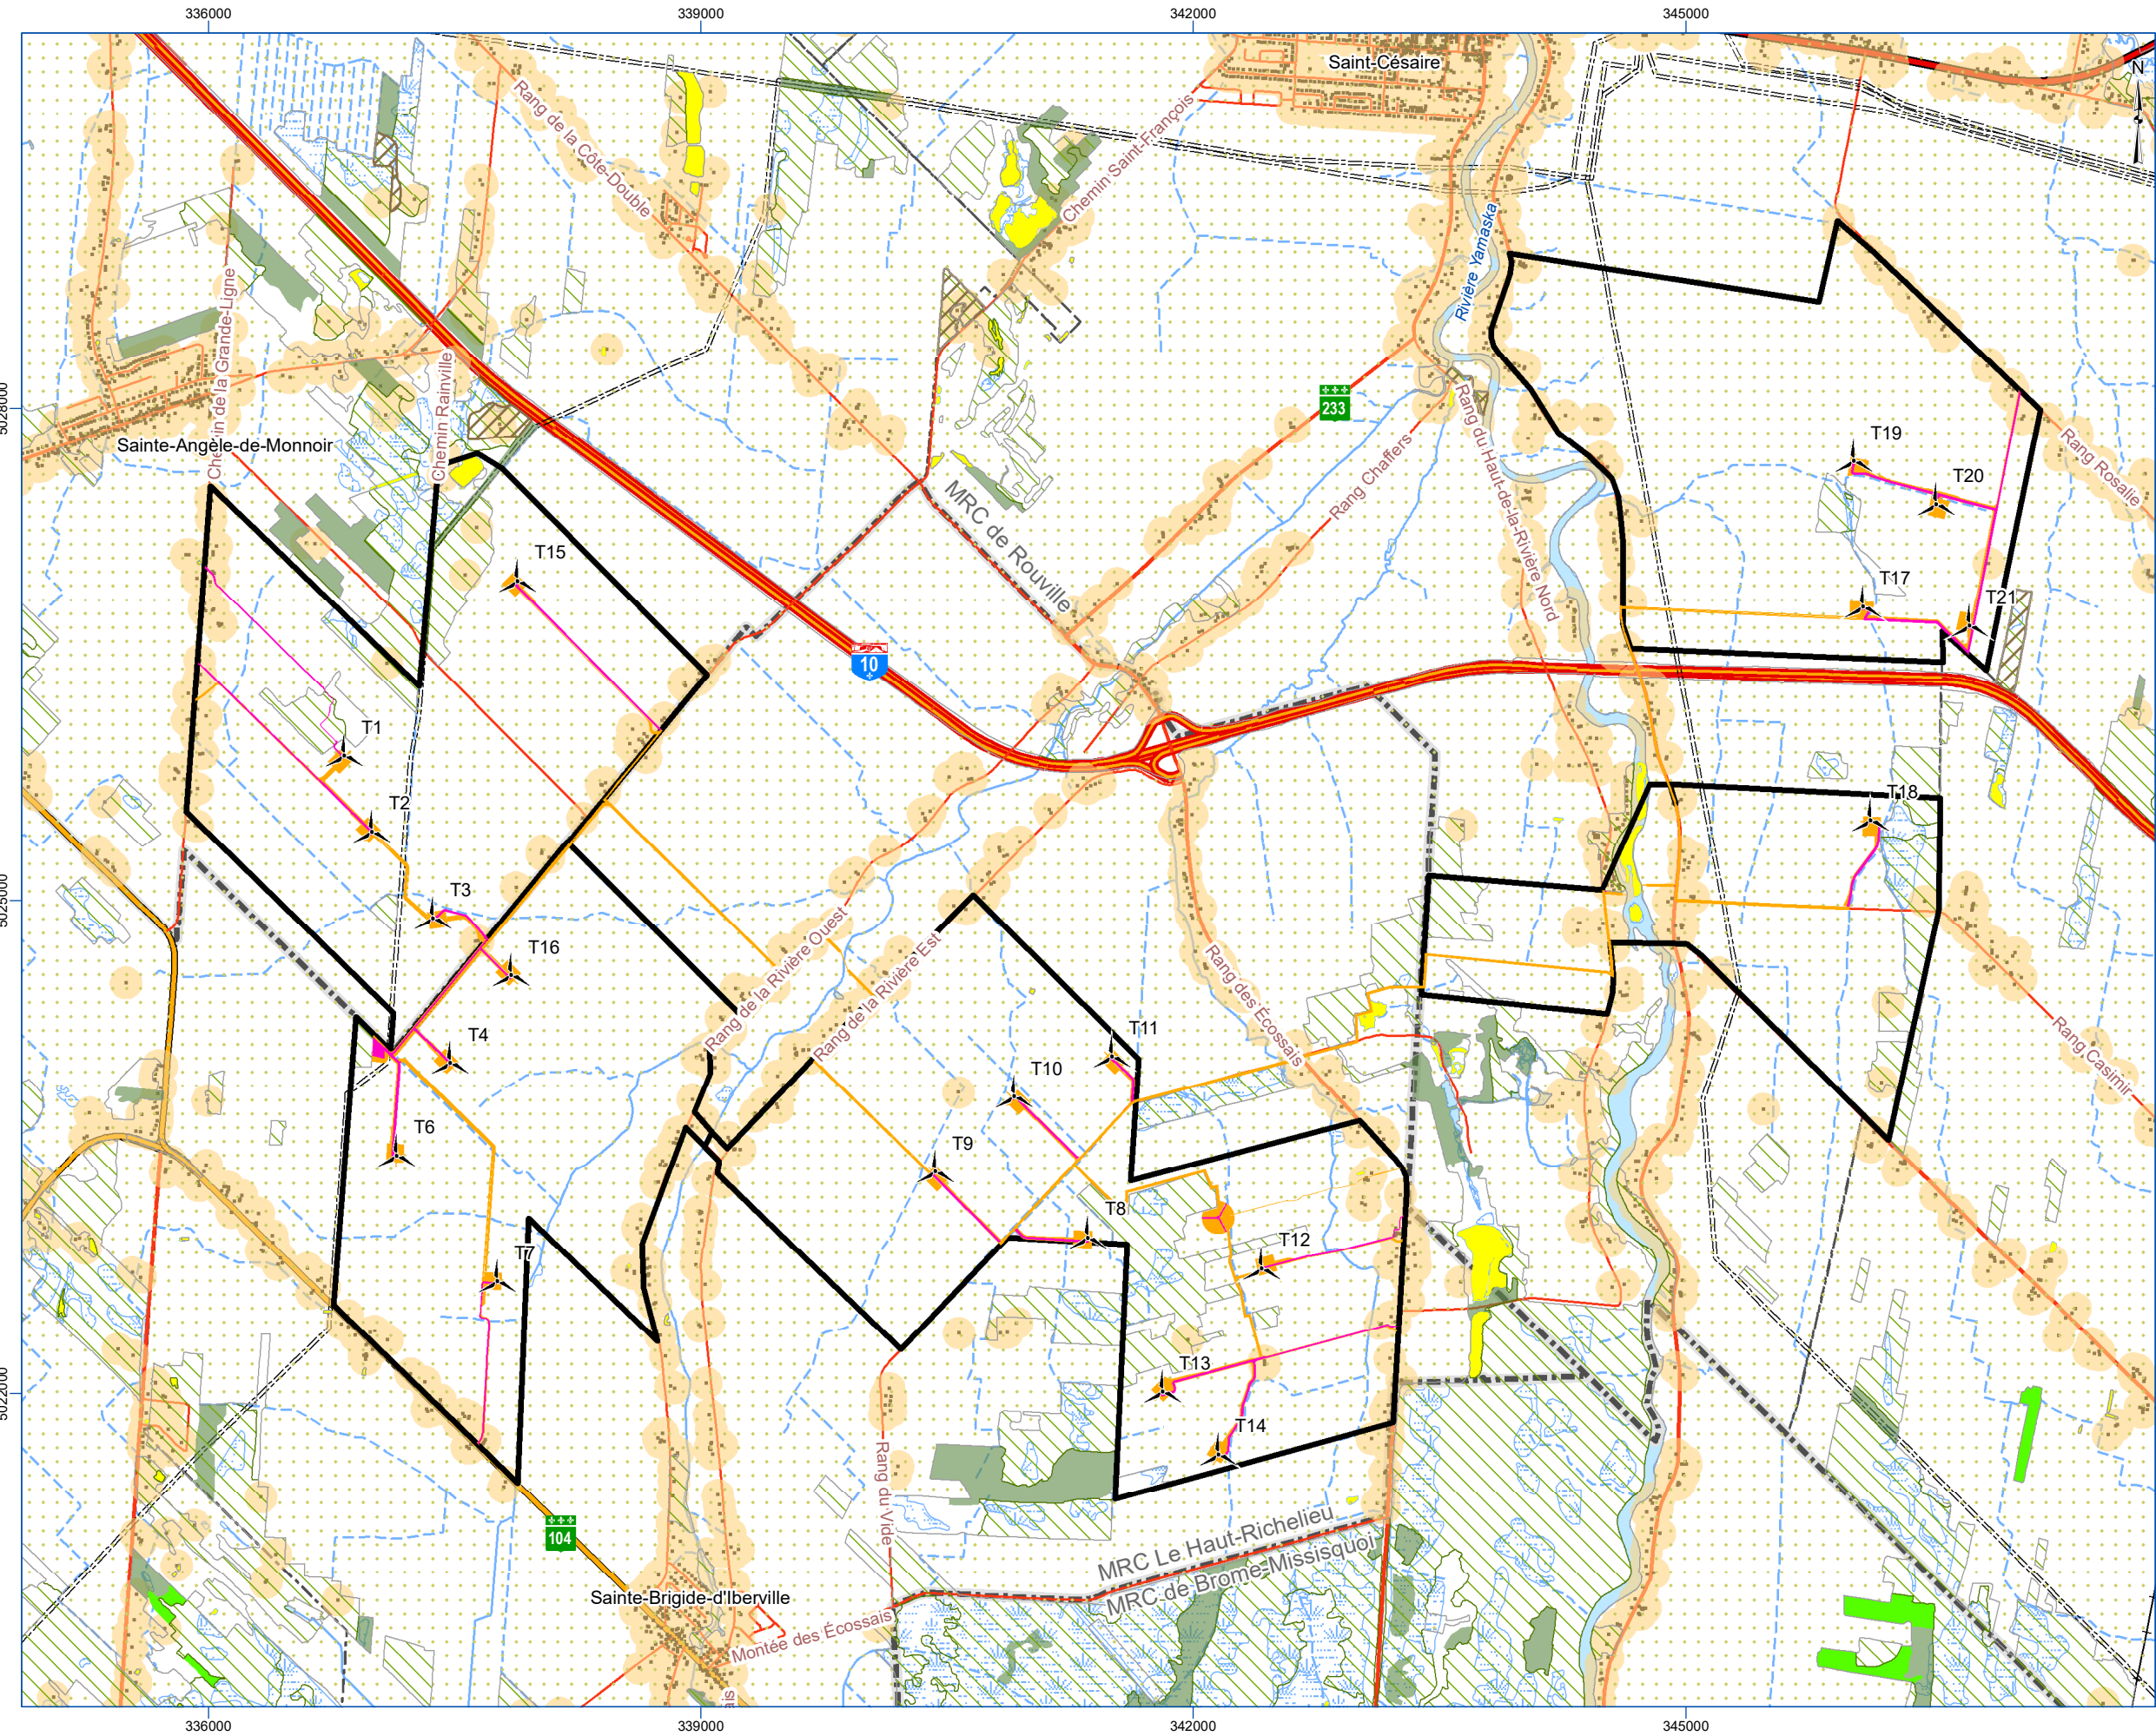 336000
339000
342000
345000
Saint-Césaire
N
Rang de la Côte-Double
Chemin Saint-François
Rivière Yamaska
Chemin de la Grande-Ligne
Chemin Rainville
5028000
233
Sainte-Angèle-de-Monnoir
Rang du Haut-de-la-Rivière Nord
Rang Chaffers
Rang Rosalie
T19
T20
MRC de Rouville
T15
T17
T21
10
T1
T2
T18
5025000
T3
T16
Rang de la Rivière Ouest
Rang de la Rivière Est
Rang des Écossais
T4
T11
T10
Rang Casimir
T6
T9
T8
T12
T7
T13
5022000
T14
Rang du Vide
104
MRC Le Haut-Richelieu
MRC de Brome-Missisquoi
Sainte-Brigide-d'Iberville
Montée des Écossais
ais
336000
339000
342000
345000